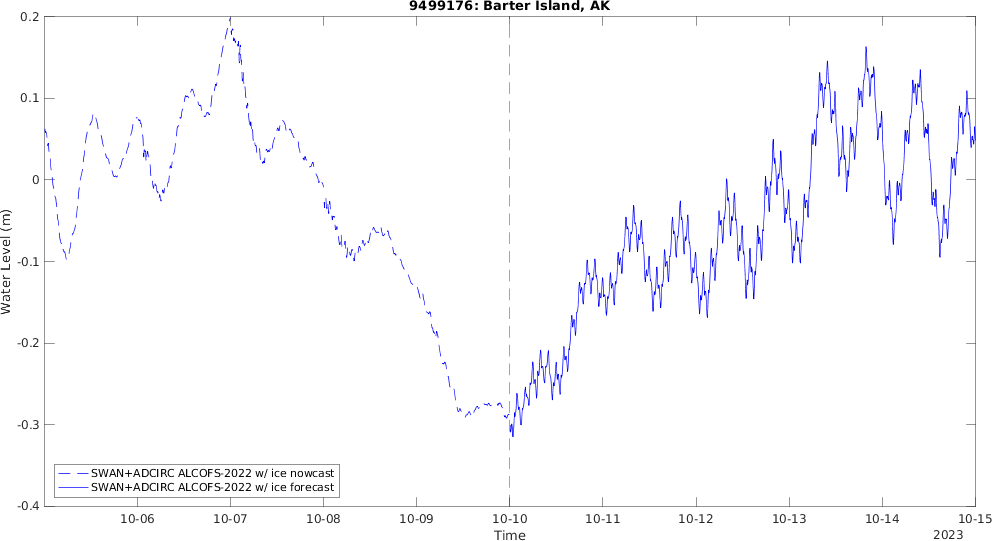 9499176: Barter Island, AK
0.2
0.1
0
-0.1
-0.2
-0.3
-0.4
Water Level (m)
SWAN+ADCIRC ALCOFS-2022 w/ ice nowcast
SWAN+ADCIRC ALCOFS-2022 w/ ice forecast
10-06 10-07 10-08 10-09 10-10 10-11 10-12 10-13 10-14 10-15
Time
2023